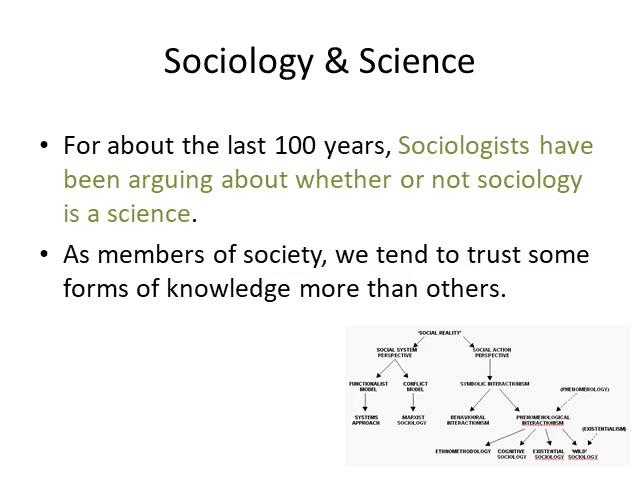 Sociology & Science
• For about the last 100 years, Sociologists have
been arguing about whether or not sociology
is a science.
• As members of society, we tend to trust some
forms of knowledge more than others.
'SOCIAL REALITY'
SOCIAL SYSTEM
PERSPECTIVE
SOCIAL ACTION
PERSPECTIVE
FUNCTIONALIST
MODEL
CONFLICT
MODEL
SYMBOLIC INTERACTIONISM
(PHENOMENOLOGY)
SYSTEMS
APPROACH
MARXIST
SOCIOLOGY
BEHAVIOURAL
INTERACTIONISM
PHENOMENOLOGICAL
INTERACTIONISM
(EXISTENTIALISM)
ETHNOMETHODOLOGY
COGNITIVE
SOCIOLOGY
EXISTENTIAL
SOCIOLOGY
'WILD'
SOCIOLOGY